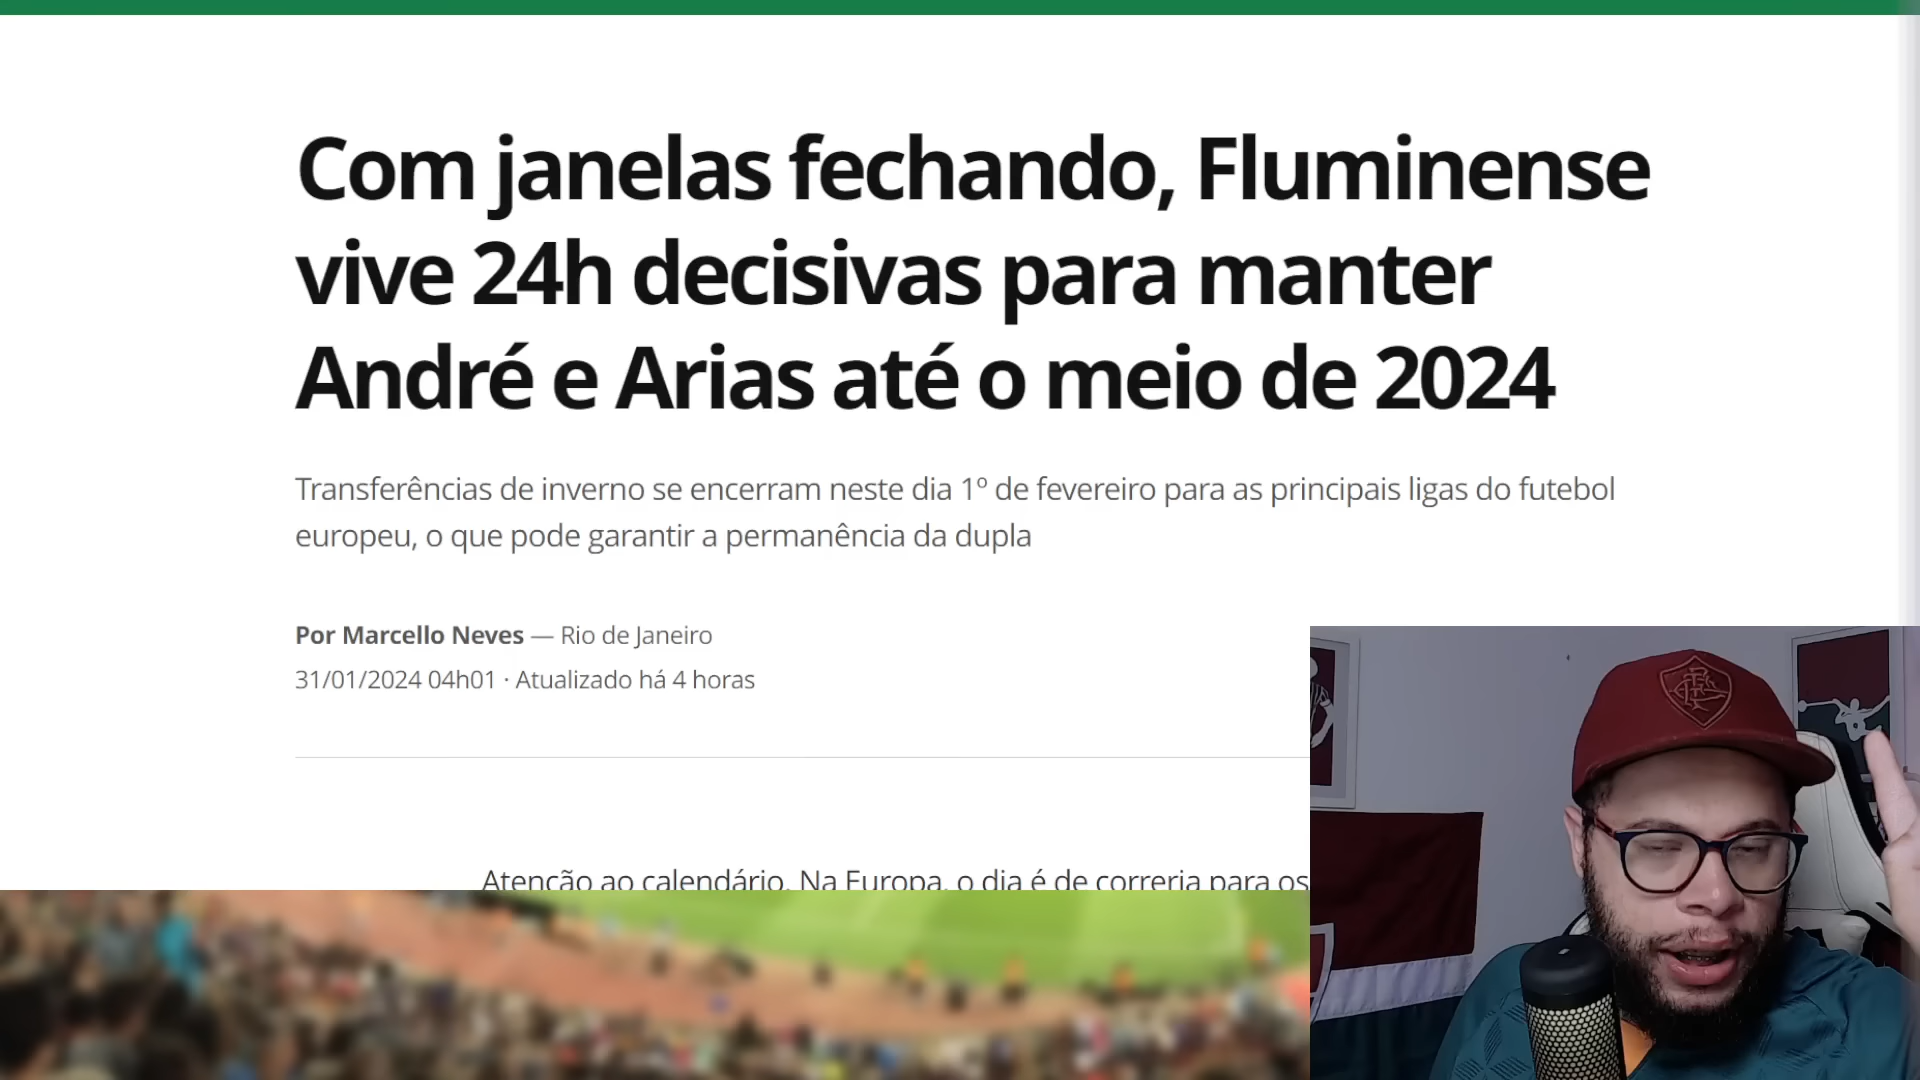 Com janelas fechando, Fluminense
vive 24h decisivas para manter
André e Arias até o meio de 2024
Transferências de inverno se encerram neste dia 1º de fevereiro para as principais ligas do futebol
europeu, o que pode garantir a permanência da dupla
Por Marcello Neves — Rio de Janeiro
31/01/2024 04h01 · Atualizado há 4 horas
Atenção ao calendário. Na Europa, o dia é de correria para os